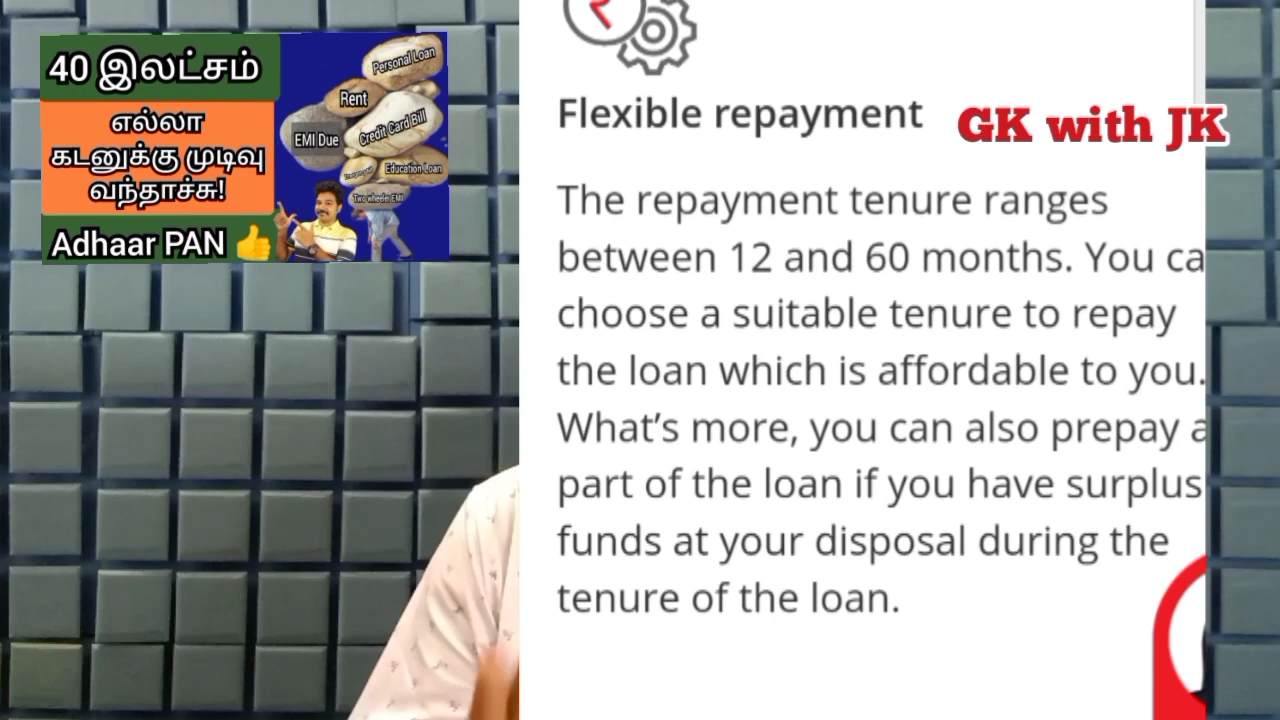 40 இலட்சம்
எல்லா
கடனுக்கு முடிவு
வந்தாச்சு!
Adhaar PAN
Personal Loan
Rent
Credit Card Bill
EMI Due
Education Loan
Two wheeler EMI
₹
Flexible repayment
GK with JK
The repayment tenure ranges
between 12 and 60 months. You ca
choose a suitable tenure to repay
the loan which is affordable to you.
What’s more, you can also prepay a
part of the loan if you have surplus
funds at your disposal during the
tenure of the loan.